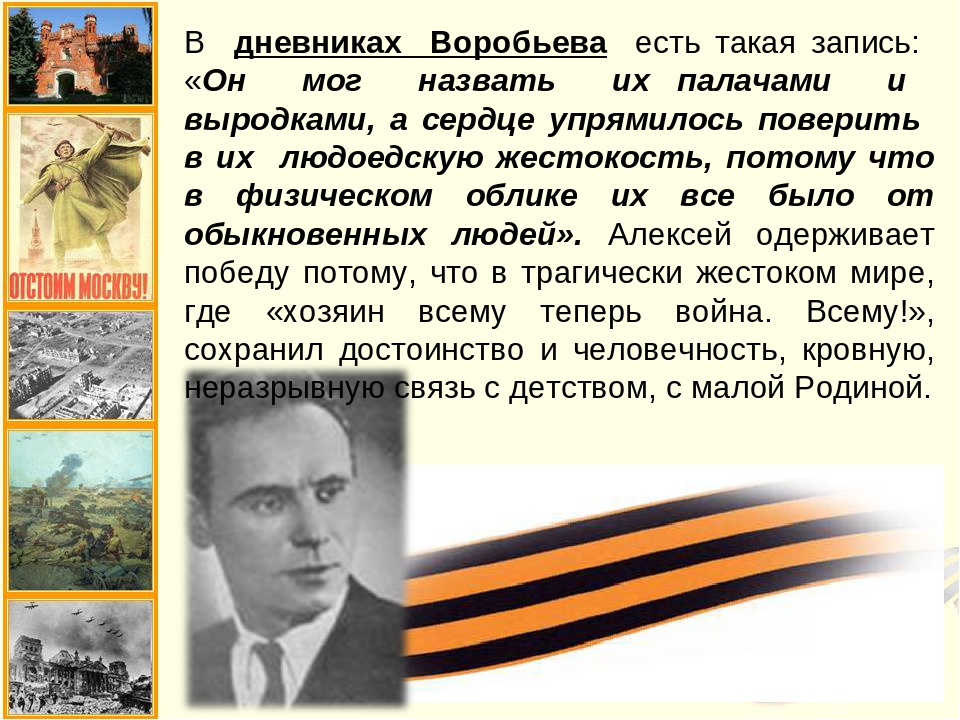 В дневниках Воробьева есть такая запись:
«Он мог назвать их палачами и
выродками, а сердце упрямилось поверить
в их людоедскую жестокость, потому что
в физическом облике их все было от
обыкновенных людей». Алексей одерживает
победу потому, что в трагически жестоком мире,
где «хозяин всему теперь война. Всему!»,
сохранил достоинство и человечность, кровную,
неразрывную связь с детством, с малой Родиной.
ОТСТОИМ МОСКВУ!